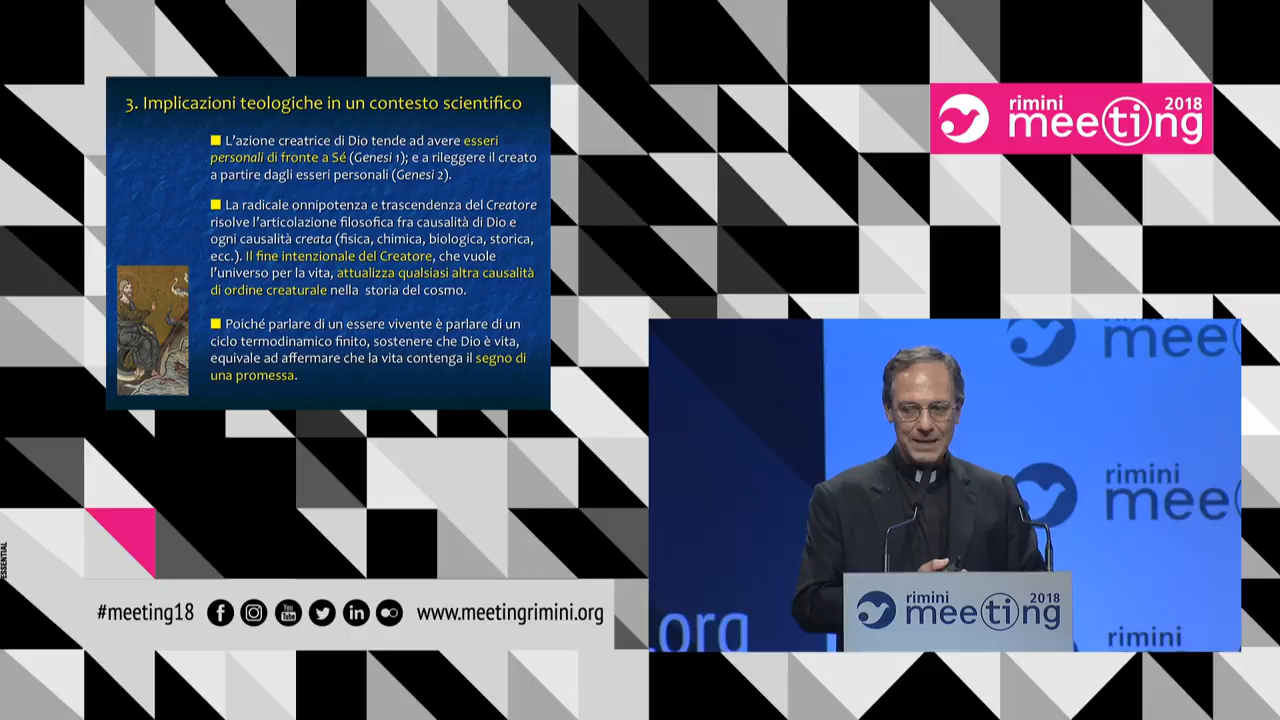 3. Implicazioni teologiche in un contesto scientifico
■ L'azione creatrice di Dio tende ad avere esseri
personali di fronte a Sé (Genesi 1); e a rileggere il creato
a partire dagli esseri personali (Genesi 2).
■ La radicale onnipotenza e trascendenza del Creatore
risolve l'articolazione filosofica fra causalità di Dio e
ogni causalità creata (fisica, chimica, biologica, storica,
ecc.). Il fine intenzionale del Creatore, che vuole
l'universo per la vita, attualizza qualsiasi altra causalità
di ordine creaturale nella storia del cosmo.
■ Poiché parlare di un essere vivente è parlare di un
ciclo termodinamico finito, sostenere che Dio è vita,
equivale ad affermare che la vita contenga il segno di
una promessa.
rimini 2018
meeting
meet
rimini
mee
rimini 2018
meeting
.org
rimini
ESSENTIAL
#meeting18
You
Tube
www.meetingrimini.org